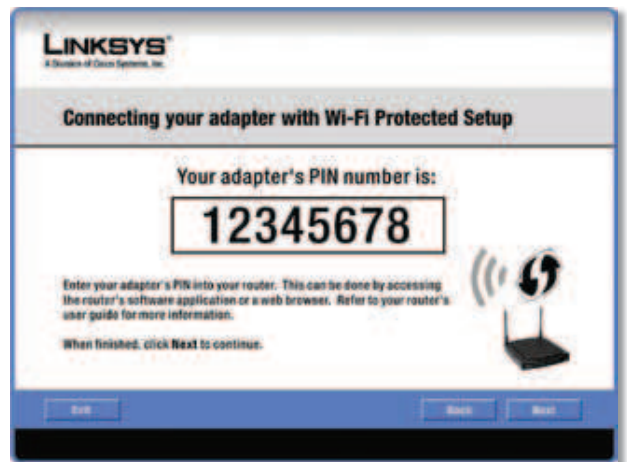 LINKSYS®
A Division of Cisco Systems, Inc.
Connecting your adapter with Wi-Fi Protected Setup
Your adapter's PIN number is:
12345678
Enter your adapter's PIN into your router. This can be done by accessing
the router's software application or a web browser. Refer to your router's
user guide for more information.
When finished, click Next to continue.
Exit
Back
Next